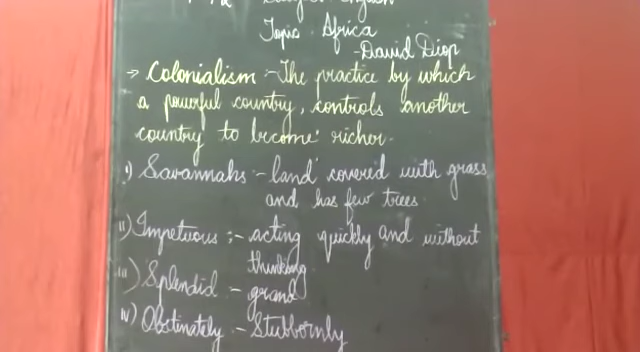 English
Topic . Africa
- David Diop
→ Colonialism :- The practice by which
a powerful country, controls another
country to become richer.
i) Savannahs :- land covered with grass
and has few trees
ii) Impetuous :- acting quickly and without
thinking
iii) Splendid :- grand
iv) Obstinately :- Stubbornly